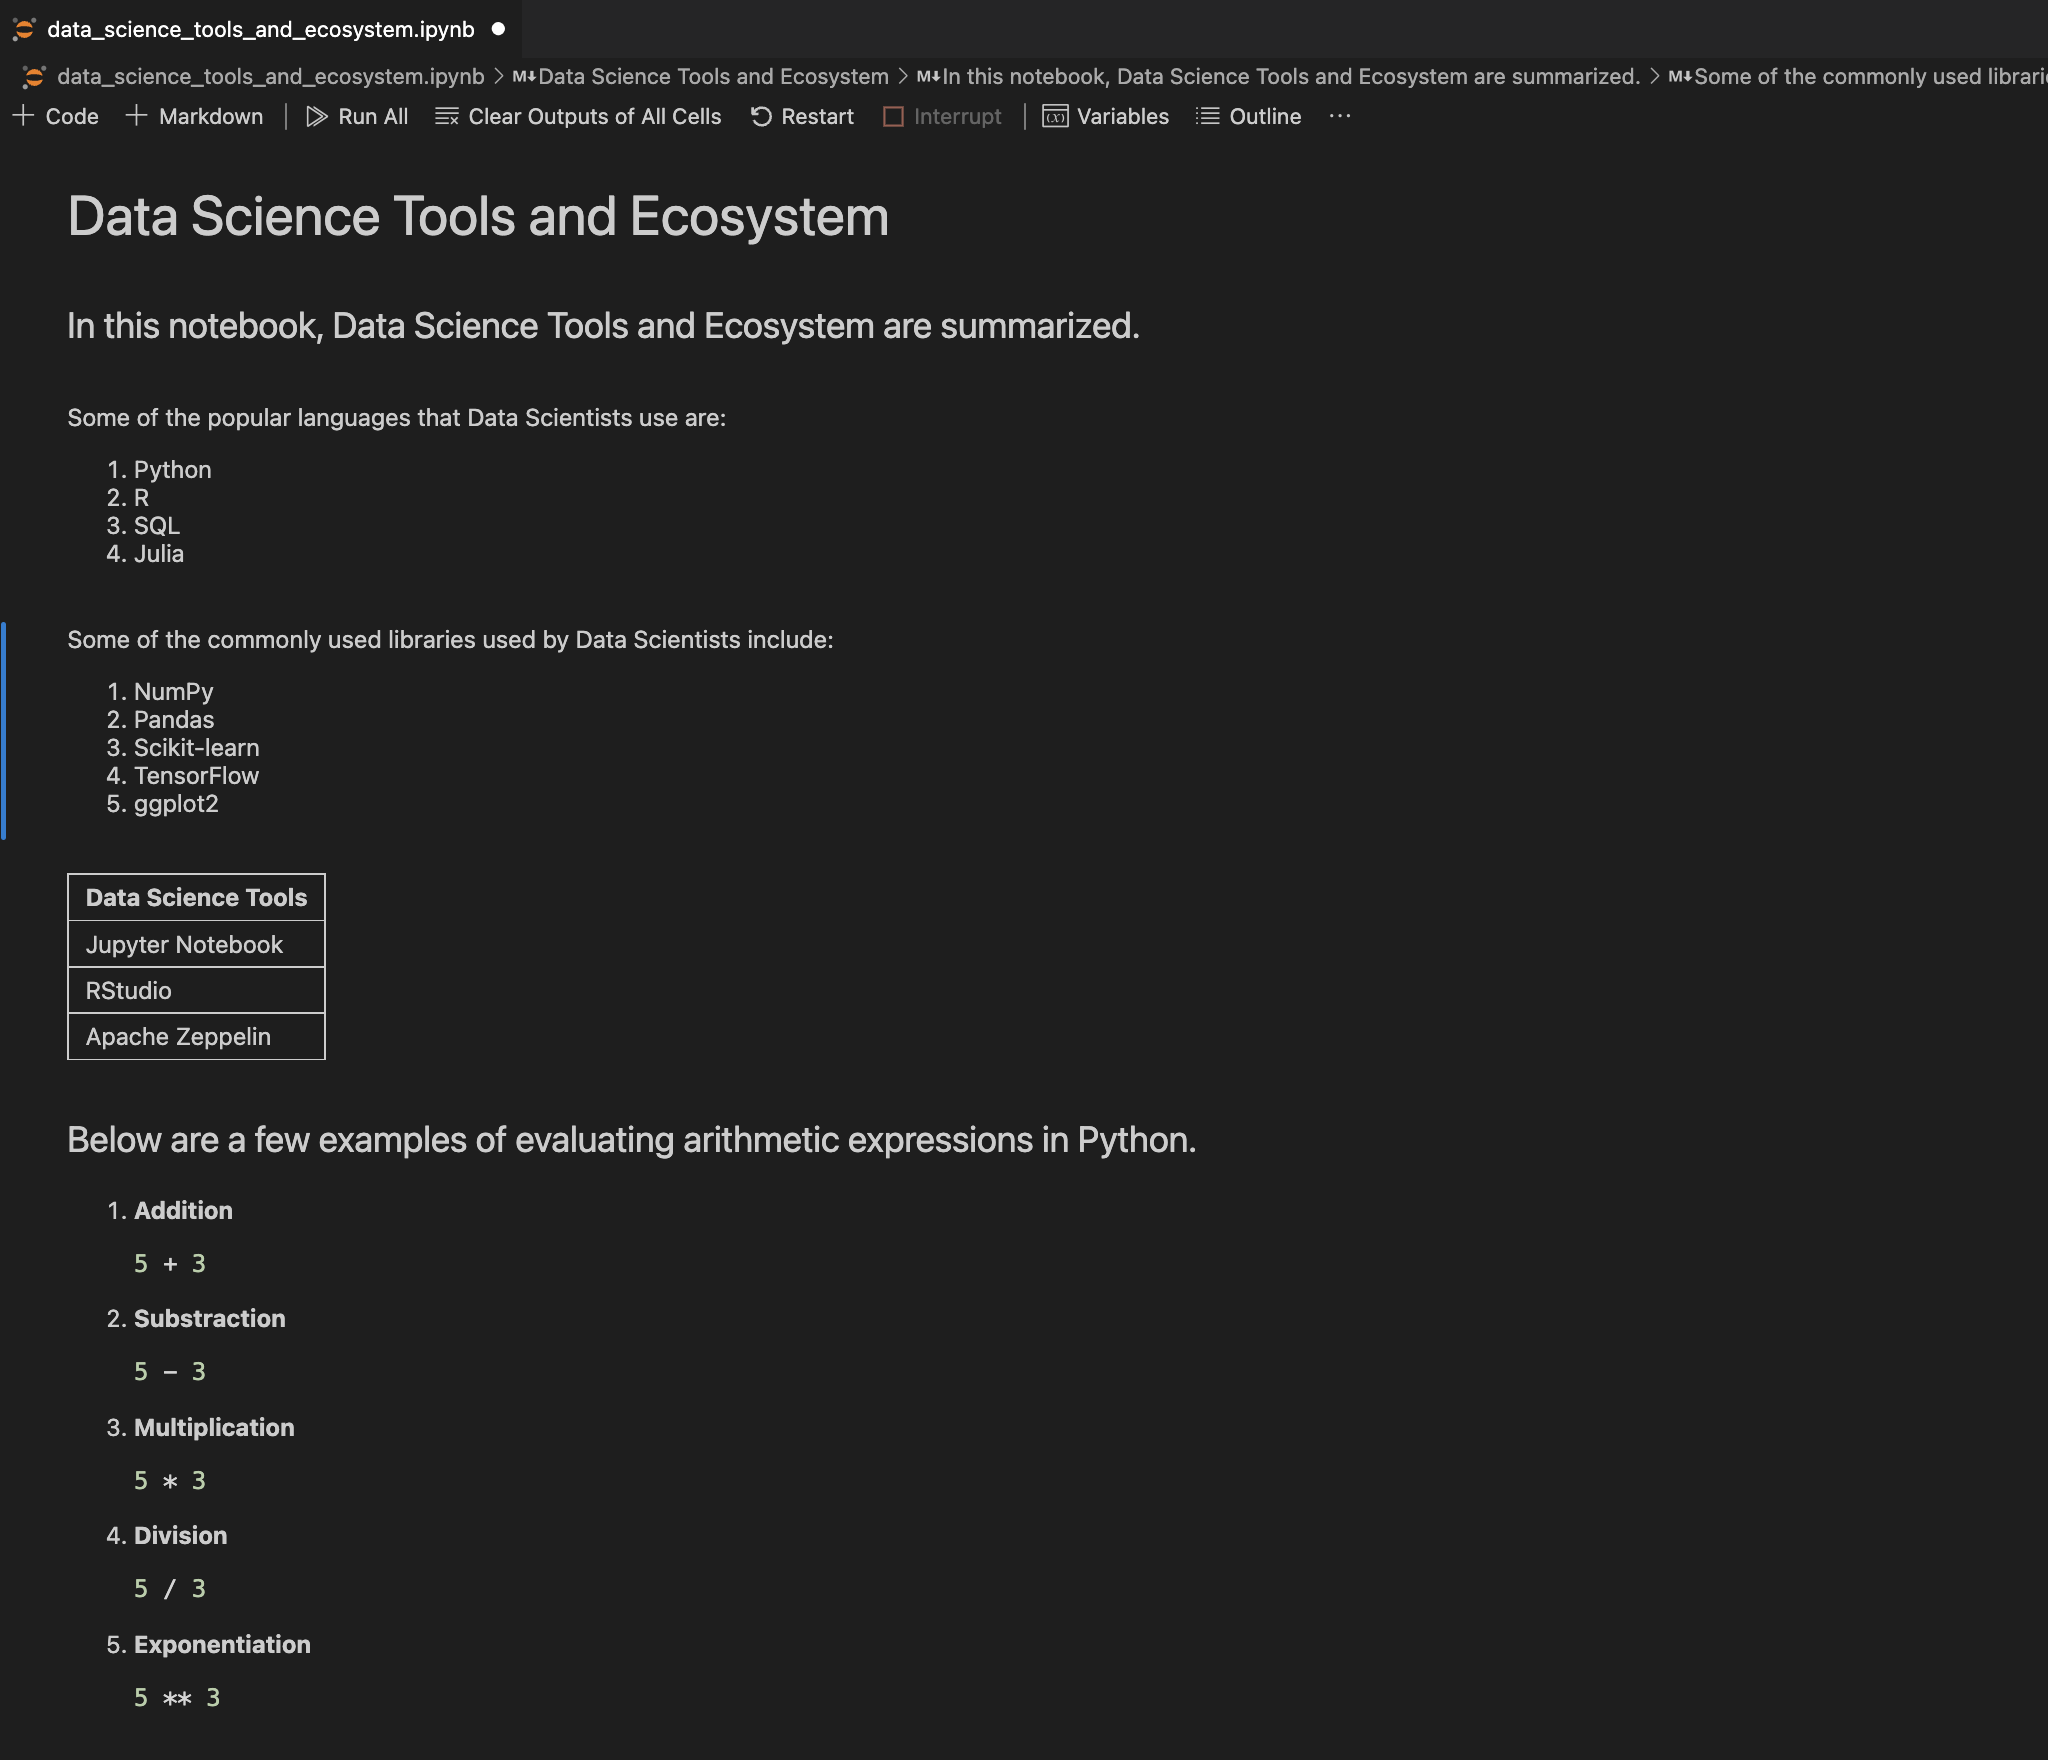 data_science_tools_and_ecosystem.ipynb
data_science_tools_and_ecosystem.ipynb > M↓Data Science Tools and Ecosystem > M↓In this notebook, Data Science Tools and Ecosystem are summarized. > M↓Some of the commonly used librari
+ Code + Markdown | Run All Clear Outputs of All Cells Restart Interrupt | (x) Variables Outline ...
Data Science Tools and Ecosystem
In this notebook, Data Science Tools and Ecosystem are summarized.
Some of the popular languages that Data Scientists use are:
1. Python
2. R
3. SQL
4. Julia
Some of the commonly used libraries used by Data Scientists include:
1. NumPy
2. Pandas
3. Scikit-learn
4. TensorFlow
5. ggplot2
Data Science Tools
Jupyter Notebook
RStudio
Apache Zeppelin
Below are a few examples of evaluating arithmetic expressions in Python.
1. Addition
5 + 3
2. Substraction
5 - 3
3. Multiplication
5 * 3
4. Division
5 / 3
5. Exponentiation
5 ** 3